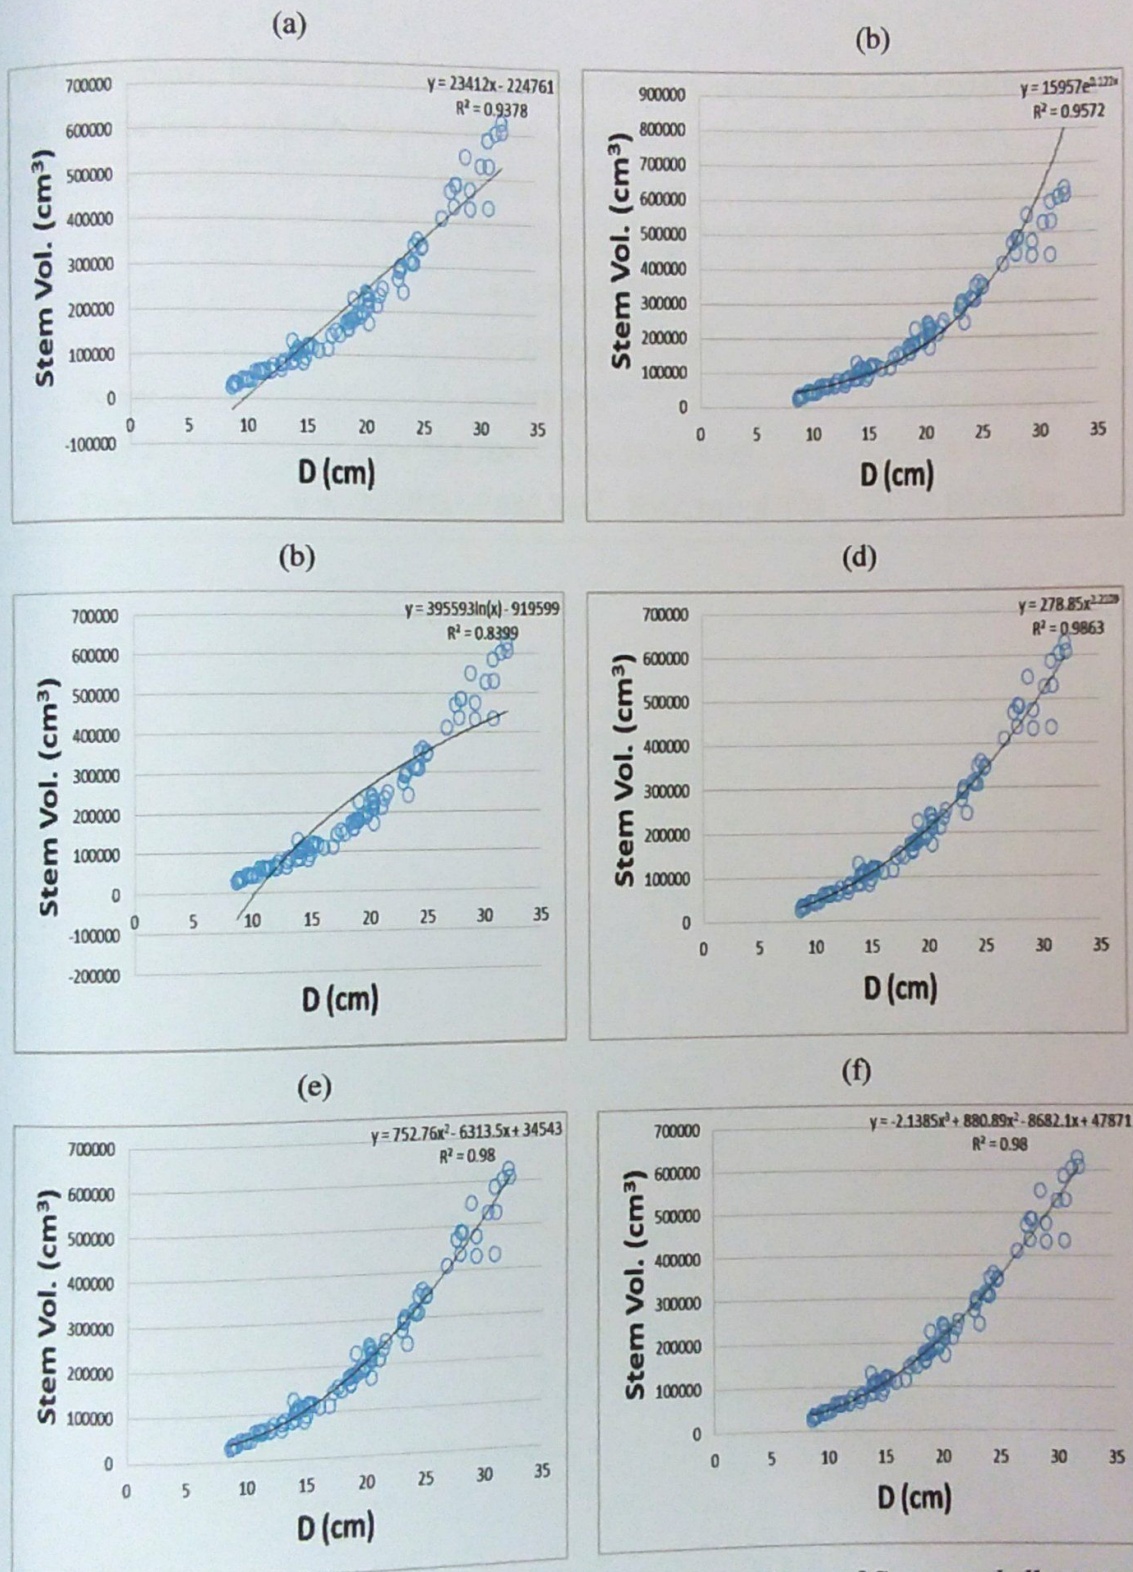 (a)
y = 23412x - 224761
R² = 0.9378
700000
600000
500000
400000
300000
200000
100000
0
-100000
0 5 10 15 20 25 30 35
Stem Vol. (cm³)
D (cm)
(b)
y = 15957e^0.122x
R² = 0.9572
900000
800000
700000
600000
500000
400000
300000
200000
100000
0
0 5 10 15 20 25 30 35
Stem Vol. (cm³)
D (cm)
(b)
y = 395593ln(x) - 919599
R² = 0.8399
700000
600000
500000
400000
300000
200000
100000
0
-100000
-200000
0 5 10 15 20 25 30 35
Stem Vol. (cm³)
D (cm)
(d)
y = 278.85x
R² = 0.9863
700000
600000
500000
400000
300000
200000
100000
0
0 5 10 15 20 25 30 35
Stem Vol. (cm³)
D (cm)
(e)
y = 752.76x² - 6313.5x + 34543
R² = 0.98
700000
600000
500000
400000
300000
200000
100000
0
0 5 10 15 20 25 30 35
Stem Vol. (cm³)
D (cm)
(f)
y = -2.1385x³ + 880.89x² - 8682.1x + 47871
R² = 0.98
700000
600000
500000
400000
300000
200000
100000
0
0 5 10 15 20 25 30 35
Stem Vol. (cm³)
D (cm)